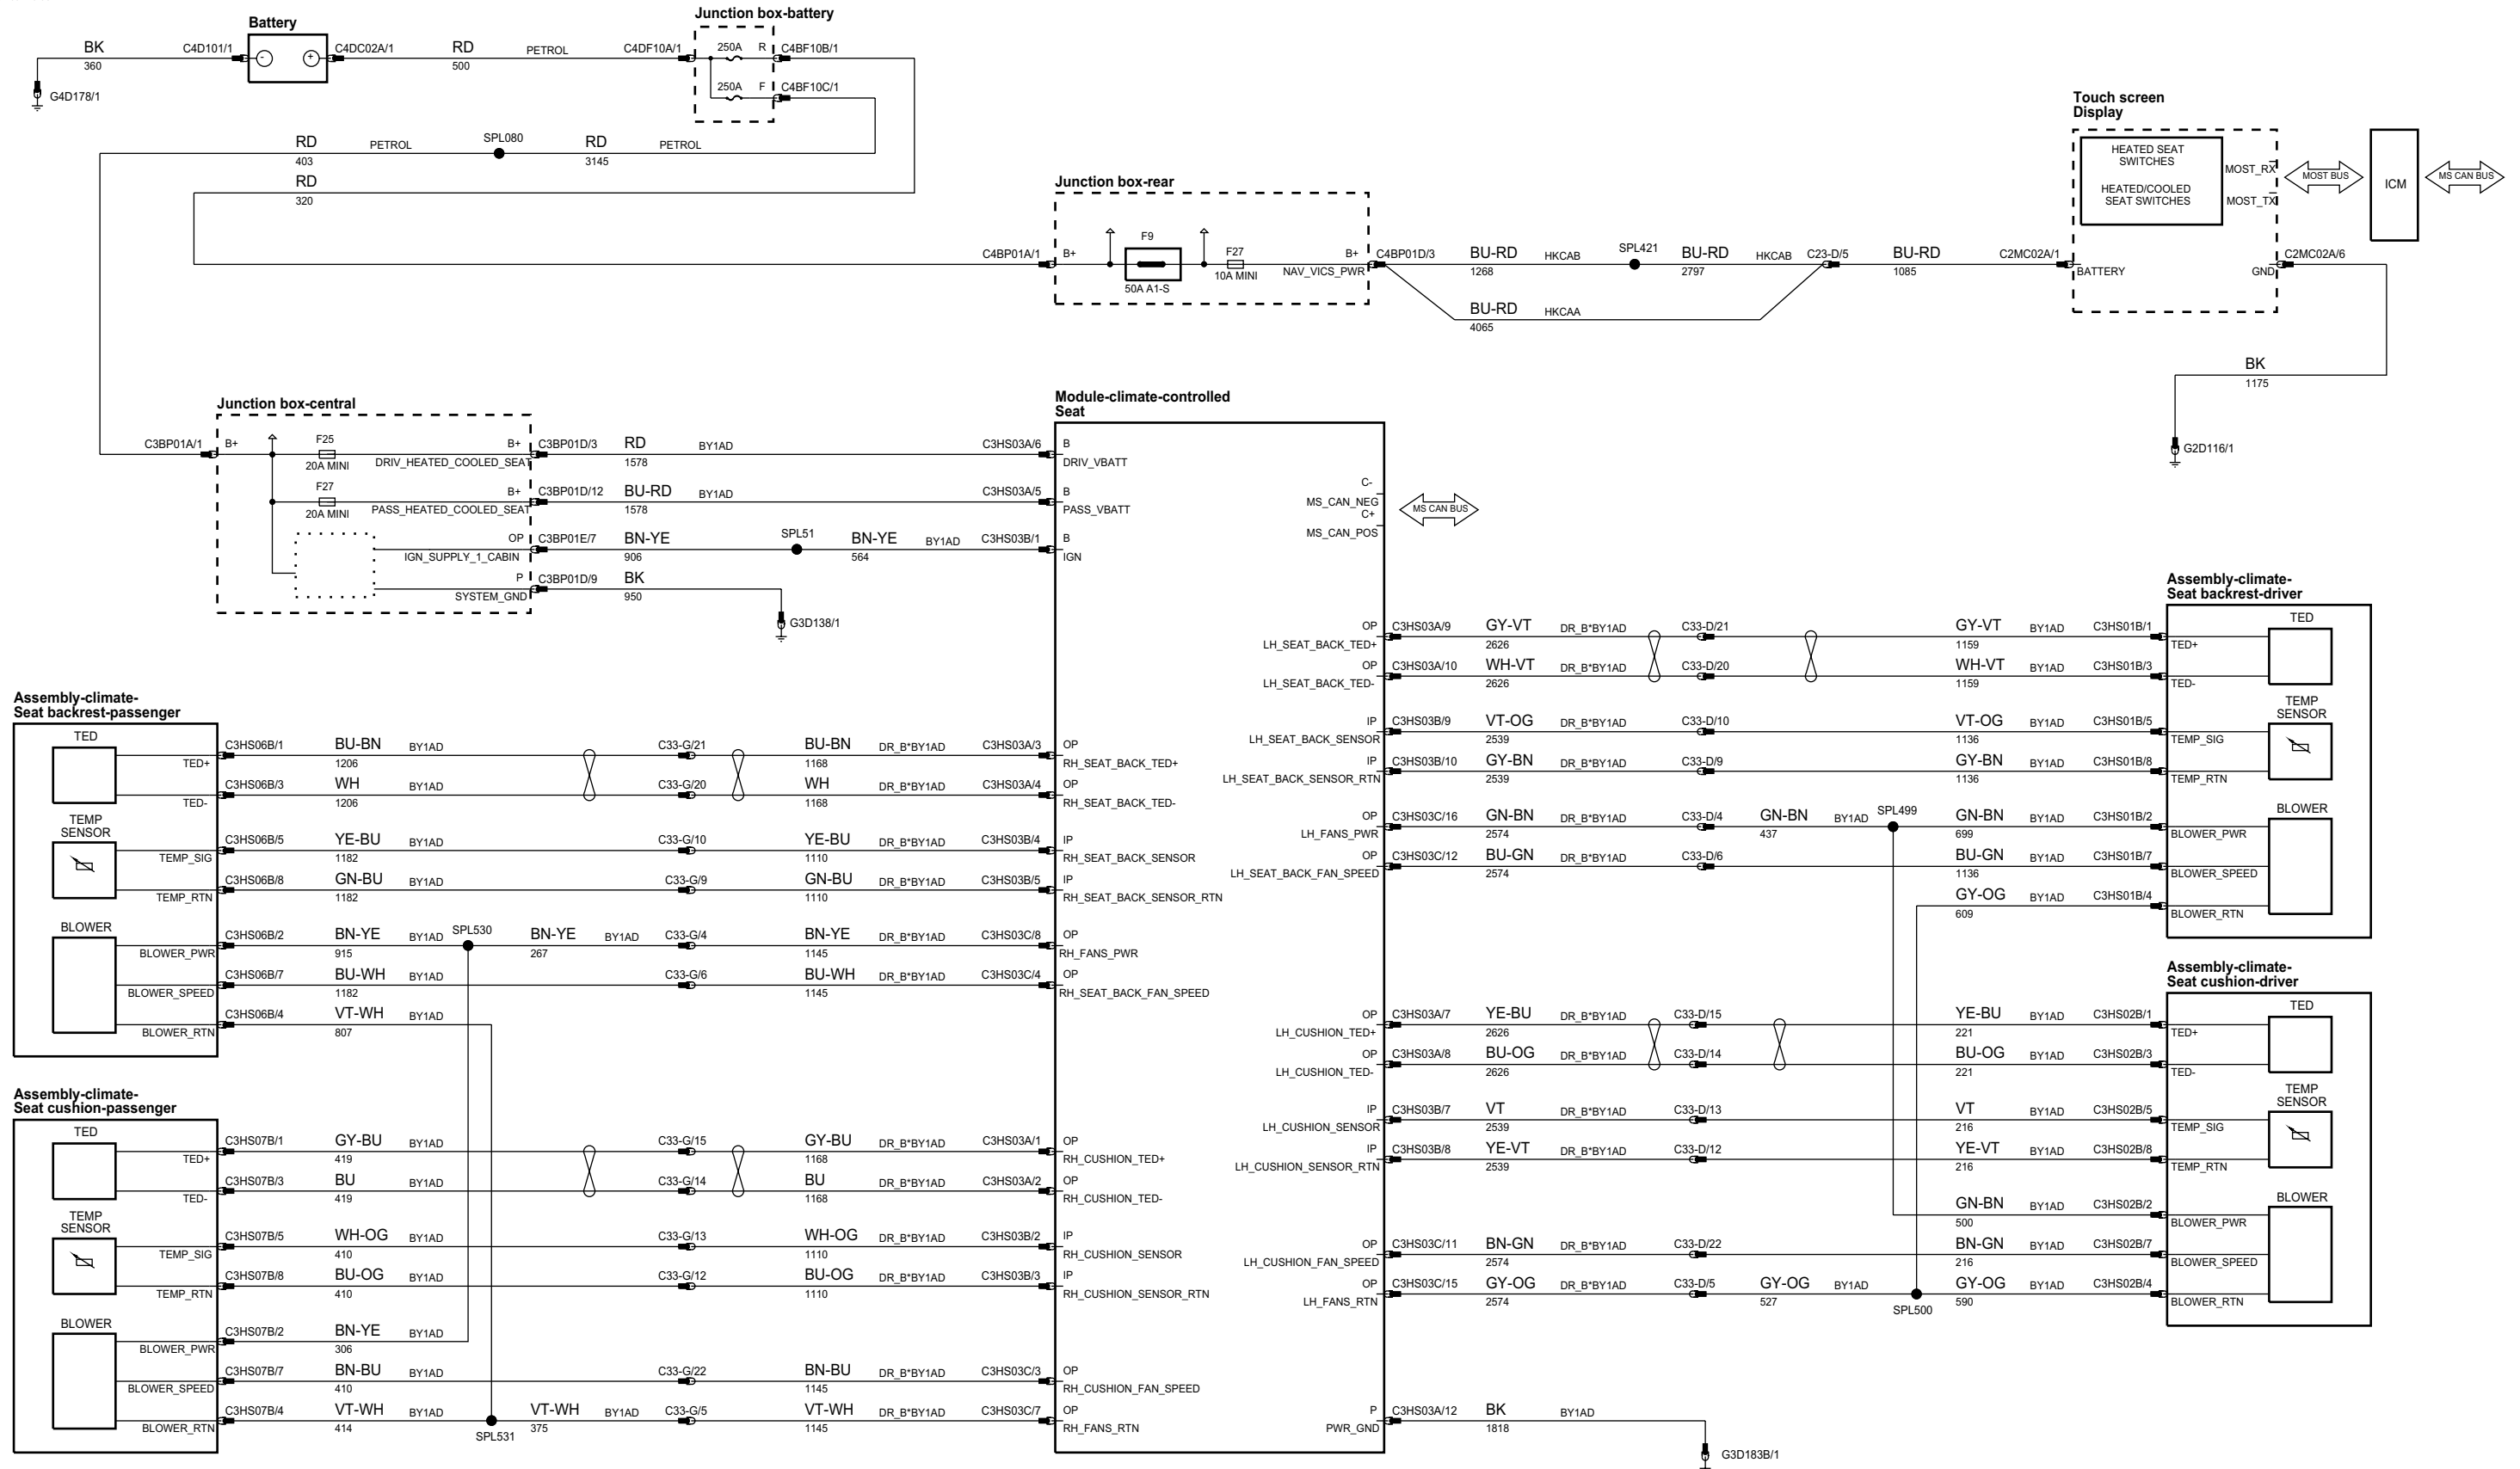 Battery
BK
360
C4D101/1
-
+
C4DC02A/1
RD
500
PETROL
C4DF10A/1
G4D178/1
Junction box-battery
250A
R
C4BF10B/1
250A
F
C4BF10C/1
RD
403
PETROL
SPL080
RD
3145
PETROL
RD
320
Junction box-rear
C4BP01A/1
B+
F9
50A A1-S
F27
10A MINI
B+
NAV_VICS_PWR
C4BP01D/3
BU-RD
1268
HKCAB
SPL421
BU-RD
2797
HKCAB
C23-D/5
BU-RD
1085
C2MC02A/1
BU-RD
4065
HKCAA
Touch screen
Display
HEATED SEAT
SWITCHES
HEATED/COOLED
SEAT SWITCHES
MOST_RX
MOST_TX
BATTERY
GND
C2MC02A/6
MOST BUS
ICM
MS CAN BUS
BK
1175
G2D116/1
Junction box-central
C3BP01A/1
B+
F25
20A MINI
B+
DRIV_HEATED_COOLED_SEAT
C3BP01D/3
RD
1578
BY1AD
C3HS03A/6
F27
20A MINI
B+
PASS_HEATED_COOLED_SEAT
C3BP01D/12
BU-RD
1578
BY1AD
C3HS03A/5
OP
IGN_SUPPLY_1_CABIN
C3BP01E/7
BN-YE
906
SPL51
BN-YE
564
BY1AD
C3HS03B/1
P
SYSTEM_GND
C3BP01D/9
BK
950
G3D138/1
Module-climate-controlled
Seat
B
DRIV_VBATT
B
PASS_VBATT
B
IGN
C-
MS_CAN_NEG
C+
MS_CAN_POS
MS CAN BUS
Assembly-climate-
Seat backrest-passenger
TED
TED+
C3HS06B/1
BU-BN
1206
BY1AD
C33-G/21
BU-BN
1168
DR_B*BY1AD
C3HS03A/3
OP
RH_SEAT_BACK_TED+
TED-
C3HS06B/3
WH
1206
BY1AD
C33-G/20
WH
1168
DR_B*BY1AD
C3HS03A/4
OP
RH_SEAT_BACK_TED-
TEMP
SENSOR
TEMP_SIG
C3HS06B/5
YE-BU
1182
BY1AD
C33-G/10
YE-BU
1110
DR_B*BY1AD
C3HS03B/4
IP
RH_SEAT_BACK_SENSOR
TEMP_RTN
C3HS06B/8
GN-BU
1182
BY1AD
C33-G/9
GN-BU
1110
DR_B*BY1AD
C3HS03B/5
IP
RH_SEAT_BACK_SENSOR_RTN
BLOWER
BLOWER_PWR
C3HS06B/2
BN-YE
915
BY1AD
SPL530
BN-YE
267
BY1AD
C33-G/4
BN-YE
1145
DR_B*BY1AD
C3HS03C/8
OP
RH_FANS_PWR
BLOWER_SPEED
C3HS06B/7
BU-WH
1182
BY1AD
C33-G/6
BU-WH
1145
DR_B*BY1AD
C3HS03C/4
OP
RH_SEAT_BACK_FAN_SPEED
BLOWER_RTN
C3HS06B/4
VT-WH
807
BY1AD
Assembly-climate-
Seat cushion-passenger
TED
TED+
C3HS07B/1
GY-BU
419
BY1AD
C33-G/15
GY-BU
1168
DR_B*BY1AD
C3HS03A/1
OP
RH_CUSHION_TED+
TED-
C3HS07B/3
BU
419
BY1AD
C33-G/14
BU
1168
DR_B*BY1AD
C3HS03A/2
OP
RH_CUSHION_TED-
TEMP
SENSOR
TEMP_SIG
C3HS07B/5
WH-OG
410
BY1AD
C33-G/13
WH-OG
1110
DR_B*BY1AD
C3HS03B/2
IP
RH_CUSHION_SENSOR
TEMP_RTN
C3HS07B/8
BU-OG
410
BY1AD
C33-G/12
BU-OG
1110
DR_B*BY1AD
C3HS03B/3
IP
RH_CUSHION_SENSOR_RTN
BLOWER
BLOWER_PWR
C3HS07B/2
BN-YE
306
BY1AD
BLOWER_SPEED
C3HS07B/7
BN-BU
410
BY1AD
C33-G/22
BN-BU
1145
DR_B*BY1AD
C3HS03C/3
OP
RH_CUSHION_FAN_SPEED
BLOWER_RTN
C3HS07B/4
VT-WH
414
BY1AD
SPL531
VT-WH
375
BY1AD
C33-G/5
VT-WH
1145
DR_B*BY1AD
C3HS03C/7
OP
RH_FANS_RTN
Assembly-climate-
Seat backrest-driver
OP
LH_SEAT_BACK_TED+
C3HS03A/9
GY-VT
2626
DR_B*BY1AD
C33-D/21
GY-VT
1159
BY1AD
C3HS01B/1
TED+
TED
OP
LH_SEAT_BACK_TED-
C3HS03A/10
WH-VT
2626
DR_B*BY1AD
C33-D/20
WH-VT
1159
BY1AD
C3HS01B/3
TED-
IP
LH_SEAT_BACK_SENSOR
C3HS03B/9
VT-OG
2539
DR_B*BY1AD
C33-D/10
VT-OG
1136
BY1AD
C3HS01B/5
TEMP_SIG
TEMP
SENSOR
IP
LH_SEAT_BACK_SENSOR_RTN
C3HS03B/10
GY-BN
2539
DR_B*BY1AD
C33-D/9
GY-BN
1136
BY1AD
C3HS01B/8
TEMP_RTN
OP
LH_FANS_PWR
C3HS03C/16
GN-BN
2574
DR_B*BY1AD
C33-D/4
GN-BN
437
BY1AD
SPL499
GN-BN
699
BY1AD
C3HS01B/2
BLOWER_PWR
BLOWER
OP
LH_SEAT_BACK_FAN_SPEED
C3HS03C/12
BU-GN
2574
DR_B*BY1AD
C33-D/6
BU-GN
1136
BY1AD
C3HS01B/7
BLOWER_SPEED
GY-OG
609
BY1AD
C3HS01B/4
BLOWER_RTN
Assembly-climate-
Seat cushion-driver
OP
LH_CUSHION_TED+
C3HS03A/7
YE-BU
2626
DR_B*BY1AD
C33-D/15
YE-BU
221
BY1AD
C3HS02B/1
TED+
TED
OP
LH_CUSHION_TED-
C3HS03A/8
BU-OG
2626
DR_B*BY1AD
C33-D/14
BU-OG
221
BY1AD
C3HS02B/3
TED-
IP
LH_CUSHION_SENSOR
C3HS03B/7
VT
2539
DR_B*BY1AD
C33-D/13
VT
216
BY1AD
C3HS02B/5
TEMP_SIG
TEMP
SENSOR
IP
LH_CUSHION_SENSOR_RTN
C3HS03B/8
YE-VT
2539
DR_B*BY1AD
C33-D/12
YE-VT
216
BY1AD
C3HS02B/8
TEMP_RTN
GN-BN
500
BY1AD
C3HS02B/2
BLOWER_PWR
BLOWER
OP
LH_CUSHION_FAN_SPEED
C3HS03C/11
BN-GN
2574
DR_B*BY1AD
C33-D/22
BN-GN
216
BY1AD
C3HS02B/7
BLOWER_SPEED
OP
LH_FANS_RTN
C3HS03C/15
GY-OG
2574
DR_B*BY1AD
C33-D/5
GY-OG
527
BY1AD
SPL500
GY-OG
590
BY1AD
C3HS02B/4
BLOWER_RTN
P
PWR_GND
C3HS03A/12
BK
1818
BY1AD
G3D183B/1